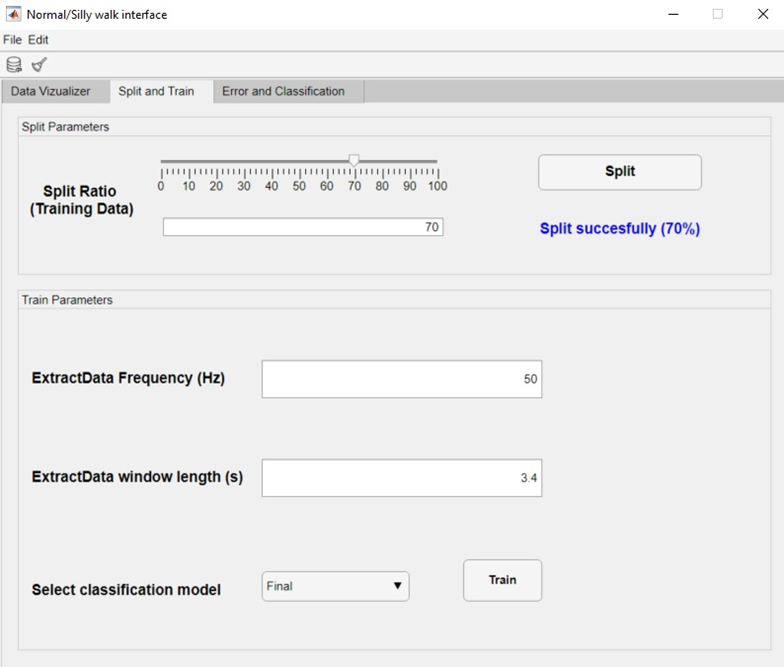 Normal/Silly walk interface
File Edit
Data Vizualizer Split and Train Error and Classification
Split Parameters
Split Ratio
(Training Data)
0 10 20 30 40 50 60 70 80 90 100
70
Split
Split succesfully (70%)
Train Parameters
ExtractData Frequency (Hz) 50
ExtractData window length (s) 3.4
Select classification model Final Train